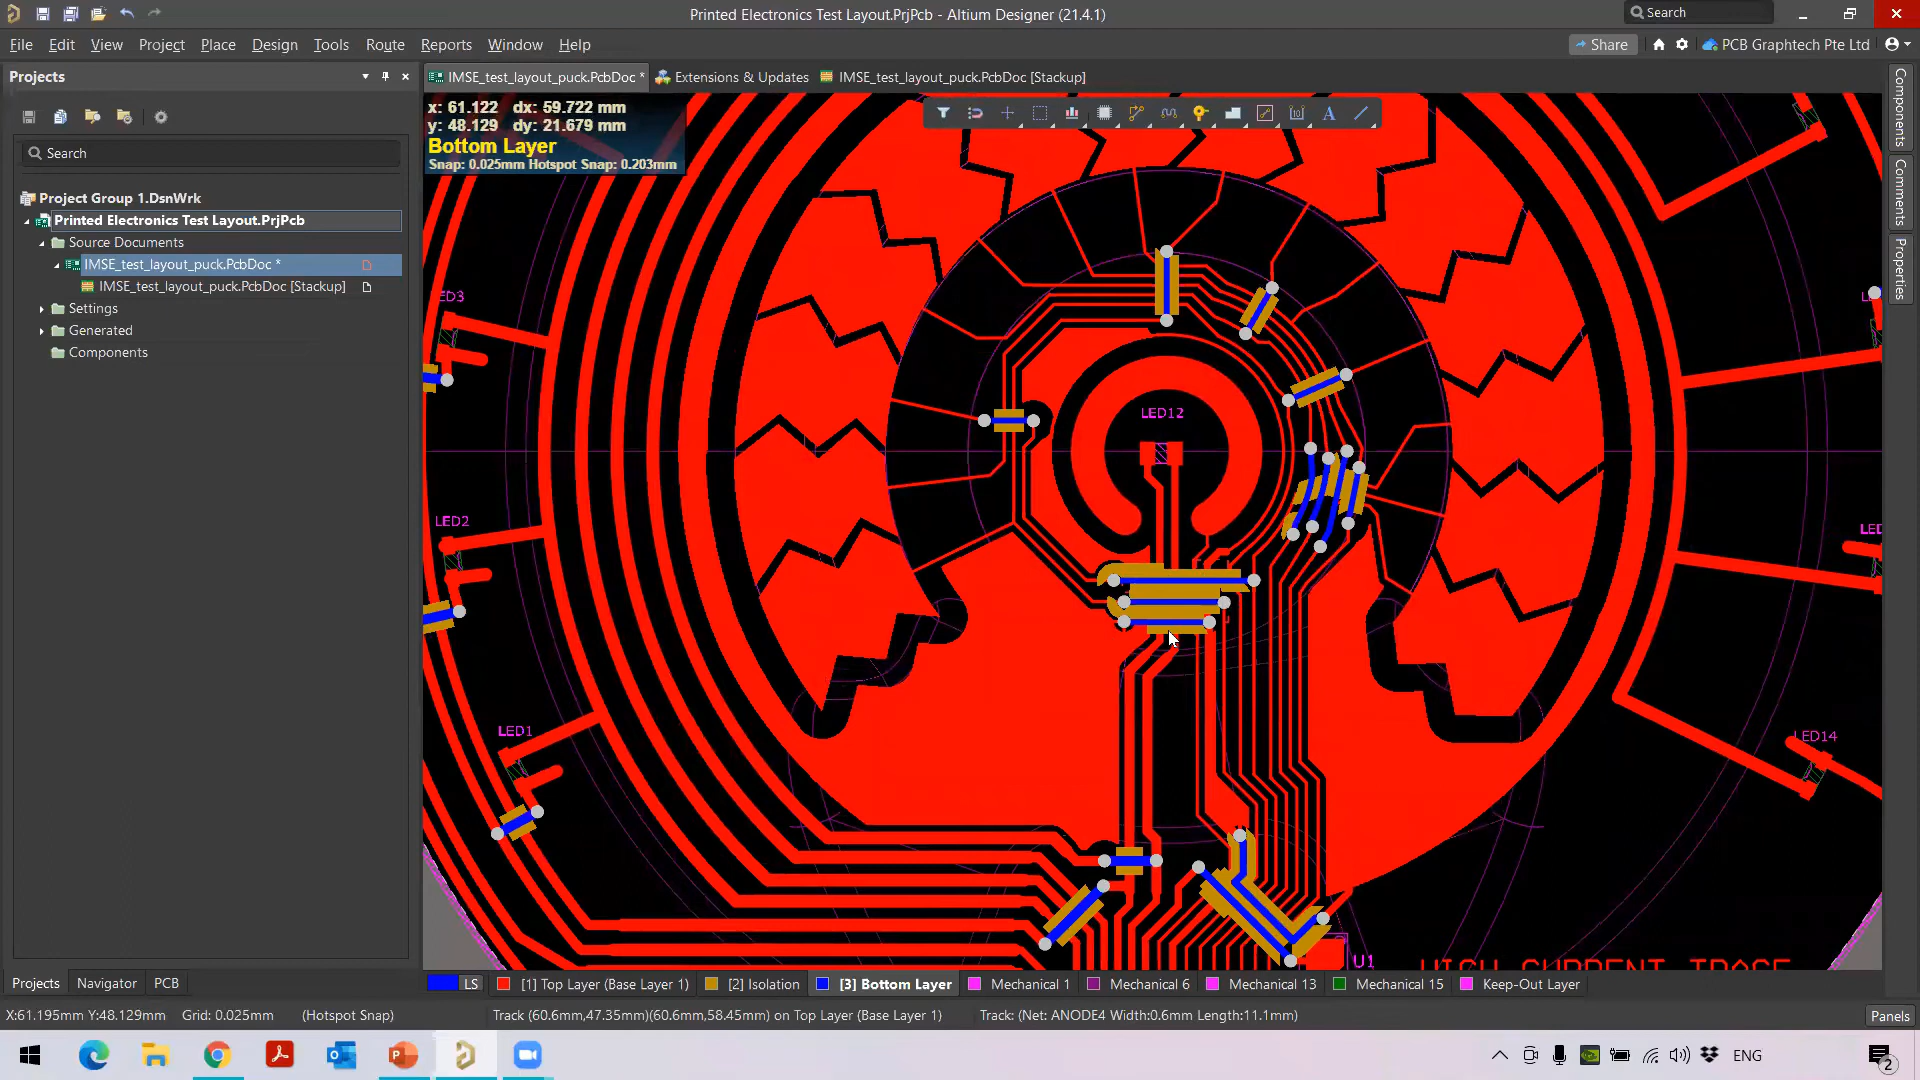 Printed Electronics Test Layout.PrjPcb - Altium Designer (21.4.1)
Search
File Edit View Project Place Design Tools Route Reports Window Help
Share
PCB Graphtech Pte Ltd
Projects
IMSE_test_layout_puck.PcbDoc *
Extensions & Updates
IMSE_test_layout_puck.PcbDoc [Stackup]
x: 61.122 dx: 59.722 mm
y: 48.129 dy: 21.679 mm
Bottom Layer
Snap: 0.025mm Hotspot Snap: 0.203mm
Search
Project Group 1.DsnWrk
Printed Electronics Test Layout.PrjPcb
Source Documents
IMSE_test_layout_puck.PcbDoc *
IMSE_test_layout_puck.PcbDoc [Stackup]
Settings
Generated
Components
Components
Comments
Properties
ED3
LED12
LED2
LED1
LED14
U1
HIGH CURRENT TRACE
Projects Navigator PCB
LS
[1] Top Layer (Base Layer 1)
[2] Isolation
[3] Bottom Layer
Mechanical 1
Mechanical 6
Mechanical 13
Mechanical 15
Keep-Out Layer
X:61.195mm Y:48.129mm Grid: 0.025mm (Hotspot Snap) Track (60.6mm,47.35mm)(60.6mm,58.45mm) on Top Layer (Base Layer 1) Track: (Net: ANODE4 Width:0.6mm Length:11.1mm)
Panels
ENG
2